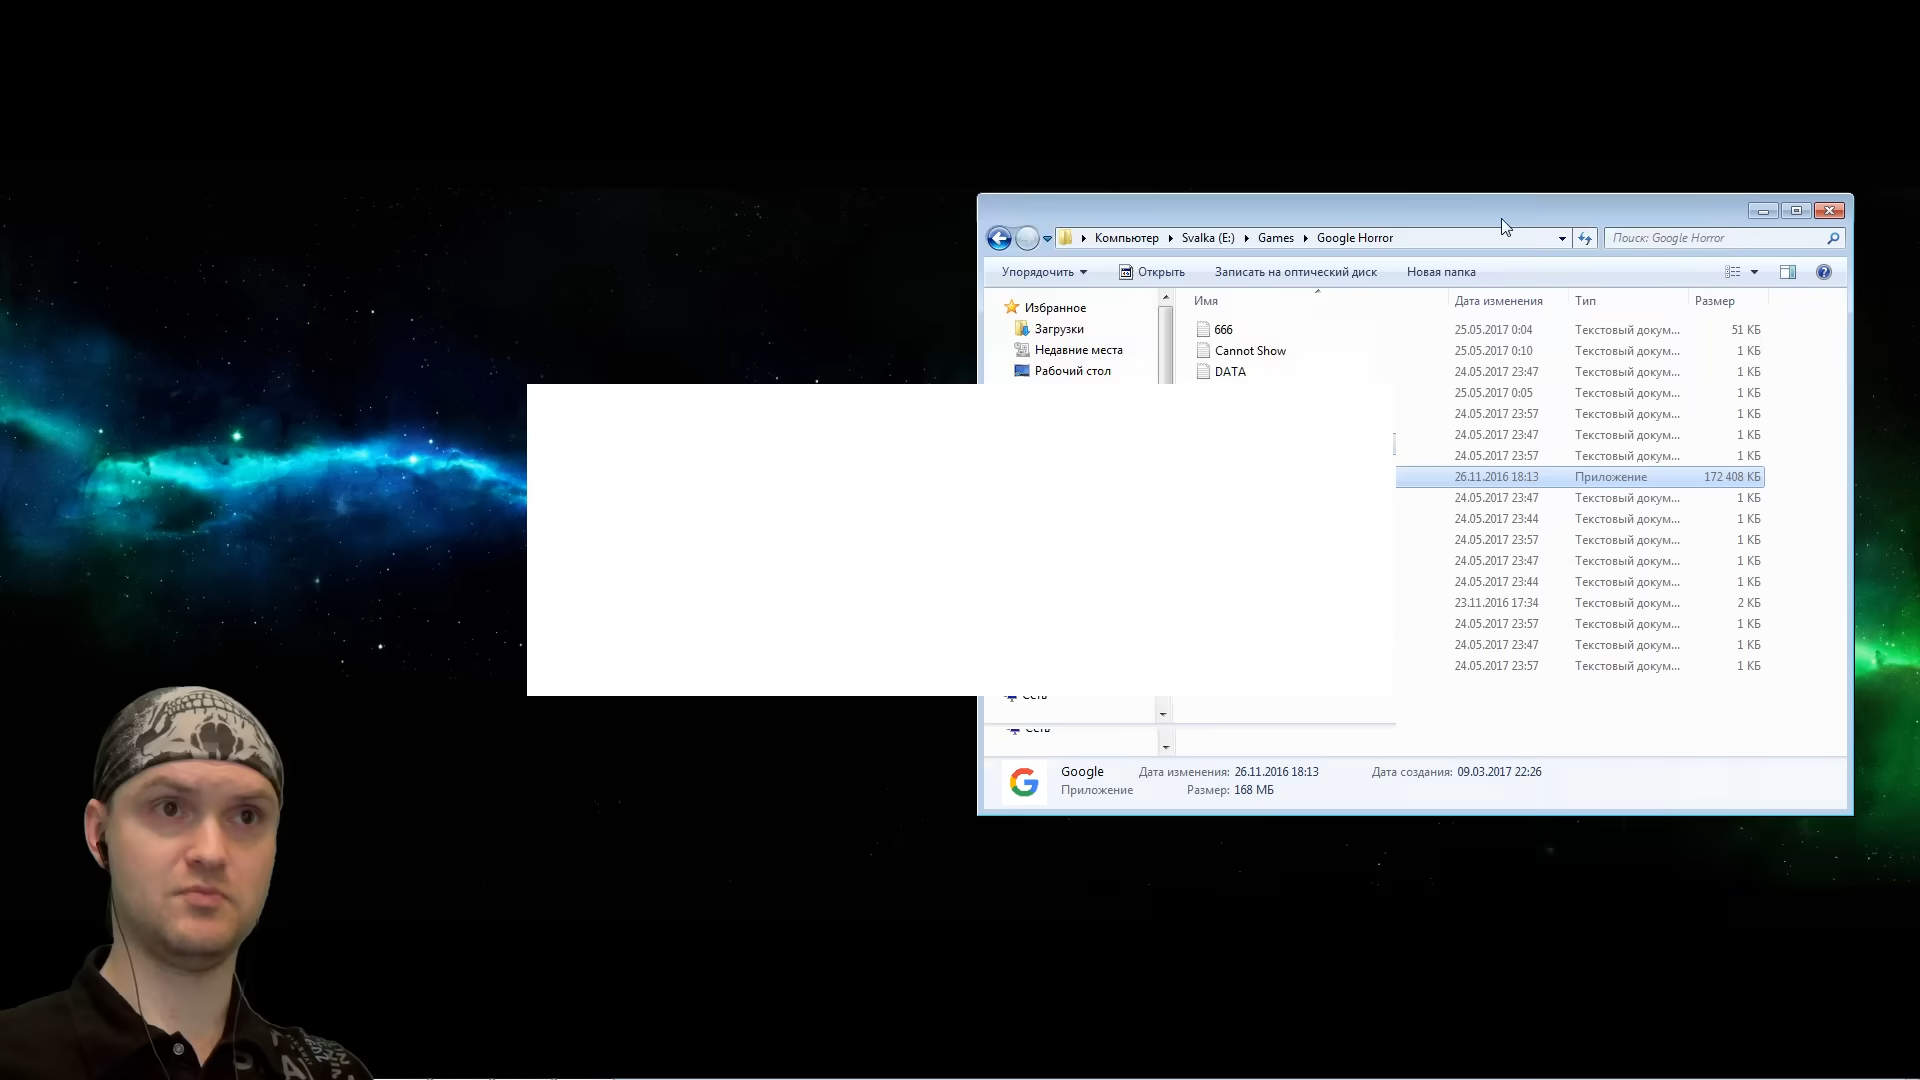 Компьютер Svalka (E:) Games Google Horror Поиск: Google Horror
Упорядочить Открыть Записать на оптический диск Новая папка
Избранное
Загрузки
Недавние места
Рабочий стол
Имя Дата изменения Тип Размер
666 25.05.2017 0:04 Текстовый докум... 51 КБ
Cannot Show 25.05.2017 0:10 Текстовый докум... 1 КБ
DATA 24.05.2017 23:47 Текстовый докум... 1 КБ
25.05.2017 0:05 Текстовый докум... 1 КБ
24.05.2017 23:57 Текстовый докум... 1 КБ
24.05.2017 23:47 Текстовый докум... 1 КБ
24.05.2017 23:57 Текстовый докум... 1 КБ
26.11.2016 18:13 Приложение 172 408 КБ
24.05.2017 23:47 Текстовый докум... 1 КБ
24.05.2017 23:44 Текстовый докум... 1 КБ
24.05.2017 23:57 Текстовый докум... 1 КБ
24.05.2017 23:47 Текстовый докум... 1 КБ
24.05.2017 23:44 Текстовый докум... 1 КБ
23.11.2016 17:34 Текстовый докум... 2 КБ
24.05.2017 23:57 Текстовый докум... 1 КБ
24.05.2017 23:47 Текстовый докум... 1 КБ
24.05.2017 23:57 Текстовый докум... 1 КБ
Сеть
Сеть
Google Дата изменения: 26.11.2016 18:13 Дата создания: 09.03.2017 22:26
Приложение Размер: 168 МБ